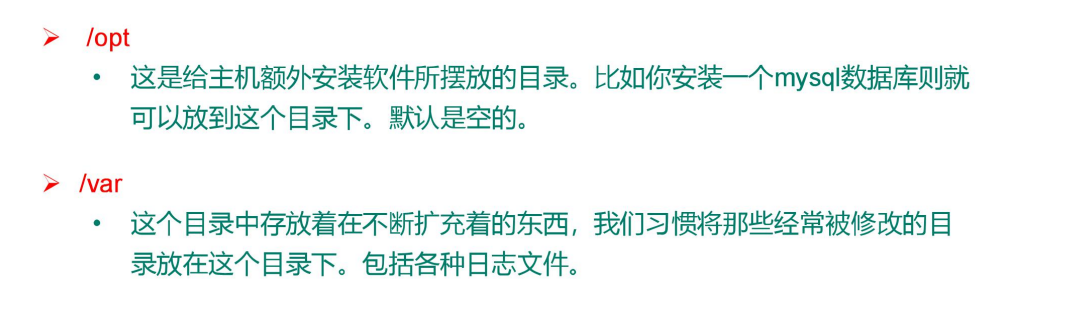 ➢ /opt
• 这是给主机额外安装软件所摆放的目录。比如你安装一个mysql数据库则就
可以放到这个目录下。默认是空的。
➢ /var
• 这个目录中存放着在不断扩充着的东西，我们习惯将那些经常被修改的目
录放在这个目录下。包括各种日志文件。